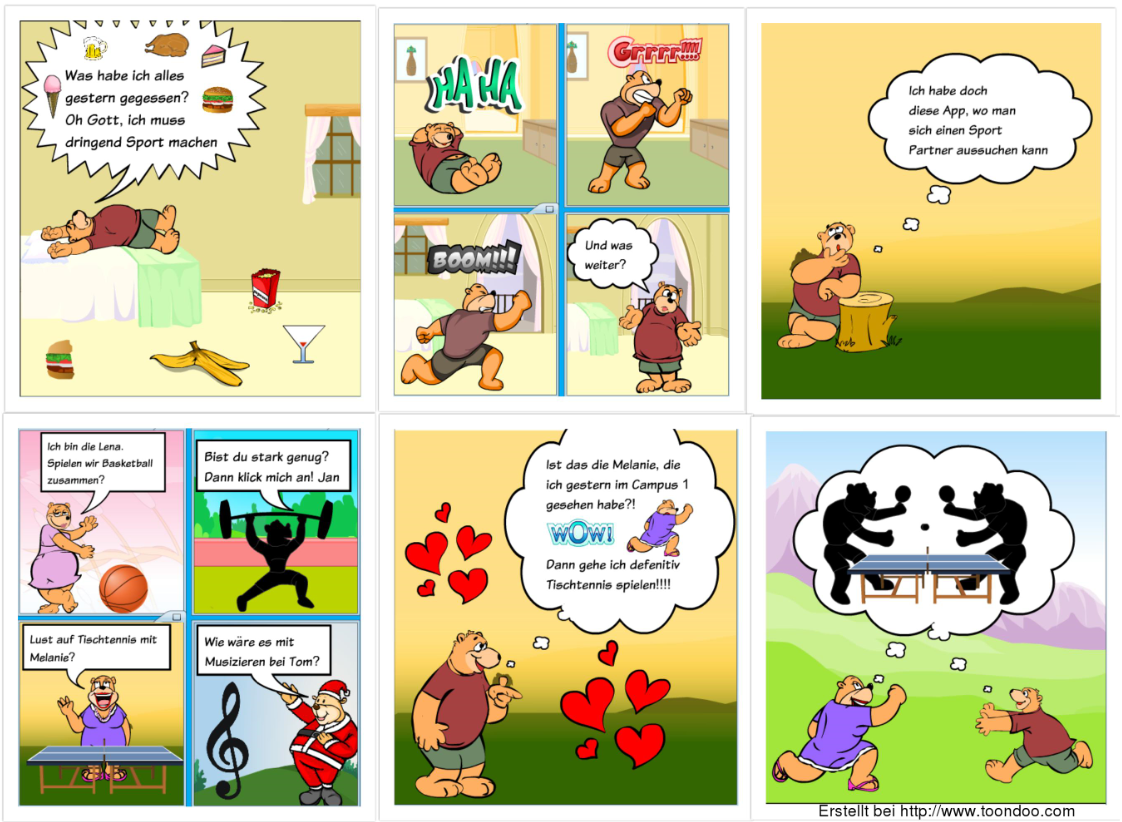 Was habe ich alles
gestern gegessen?
Oh Gott, ich muss
dringend Sport machen
HA HA
Grrrr!!!!
BOOM!!!
Und was
weiter?
Ich habe doch
diese App, wo man
sich einen Sport
Partner aussuchen kann
Ich bin die Lena.
Spielen wir Basketball
zusammen?
Bist du stark genug?
Dann klick mich an! Jan
Lust auf Tischtennis mit
Melanie?
Wie wäre es mit
Musizieren bei Tom?
Ist das die Melanie, die
ich gestern im Campus 1
gesehen habe?!
WOW!
Dann gehe ich defenitiv
Tischtennis spielen!!!!
Erstellt bei http://www.toondoo.com